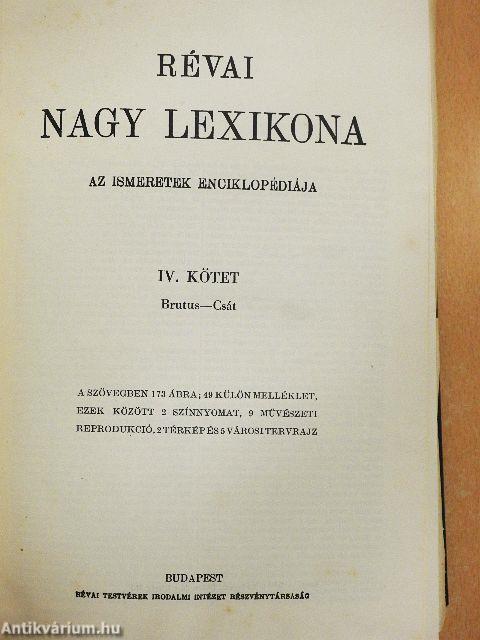 RÉVAI
NAGY LEXIKONA
AZ ISMERETEK ENCIKLOPÉDIÁJA
IV. KÖTET
Brutus—Csát
A SZÖVEGBEN 173 ÁBRA; 49 KÜLÖN MELLÉKLET,
EZEK KÖZÖTT 2 SZÍNNYOMAT, 9 MŰVÉSZETI
REPRODUKCIÓ, 2 TÉRKÉP ÉS 5 VÁROSI TERVRAJZ
BUDAPEST
RÉVAI TESTVÉREK IRODALMI INTÉZET RÉSZVÉNYTÁRSASÁG
Antikvárium.hu